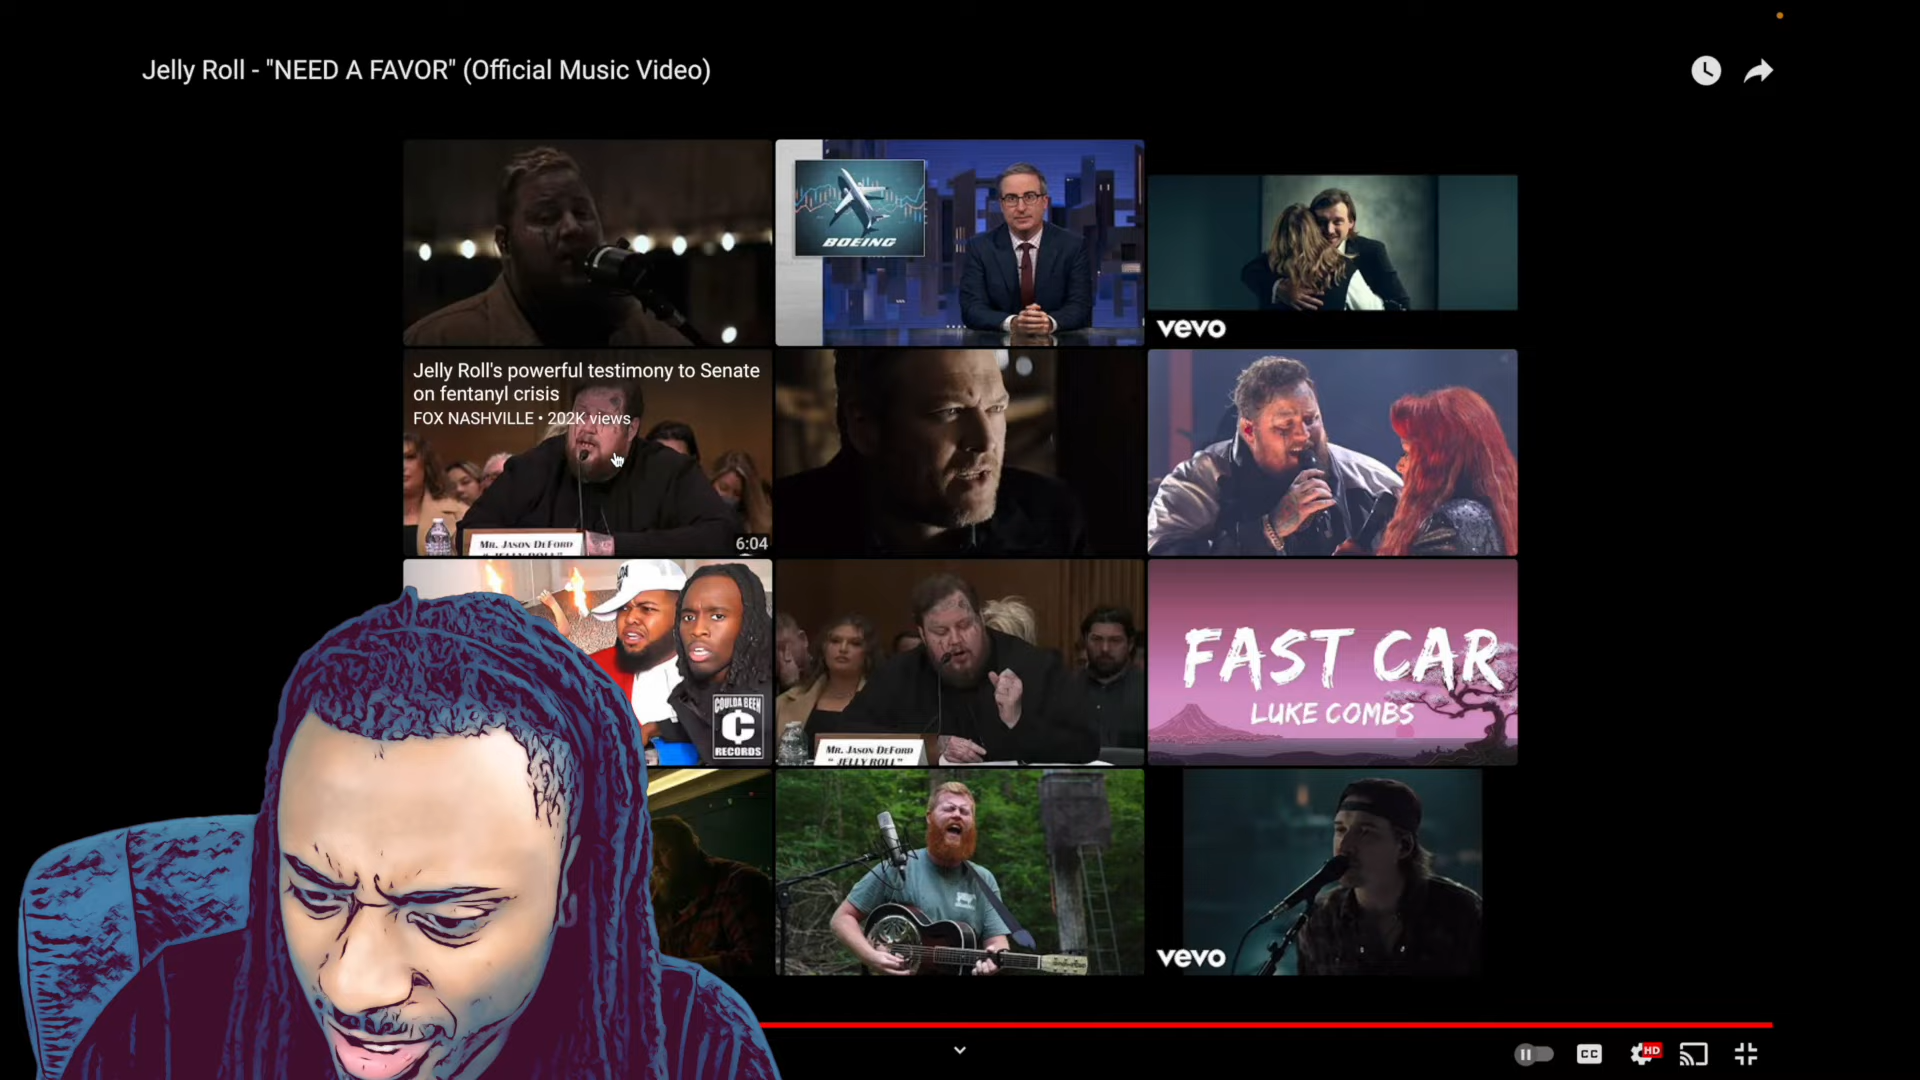 Jelly Roll - "NEED A FAVOR" (Official Music Video)
BOEING
vevo
Jelly Roll's powerful testimony to Senate
on fentanyl crisis
FOX NASHVILLE • 202K views
MR. JASON DEFORD
6:04
COULDA BEEN
C
RECORDS
MR. JASON DEFORD
"JELLY ROLL"
FAST CAR
LUKE COMBS
vevo
CC
HD